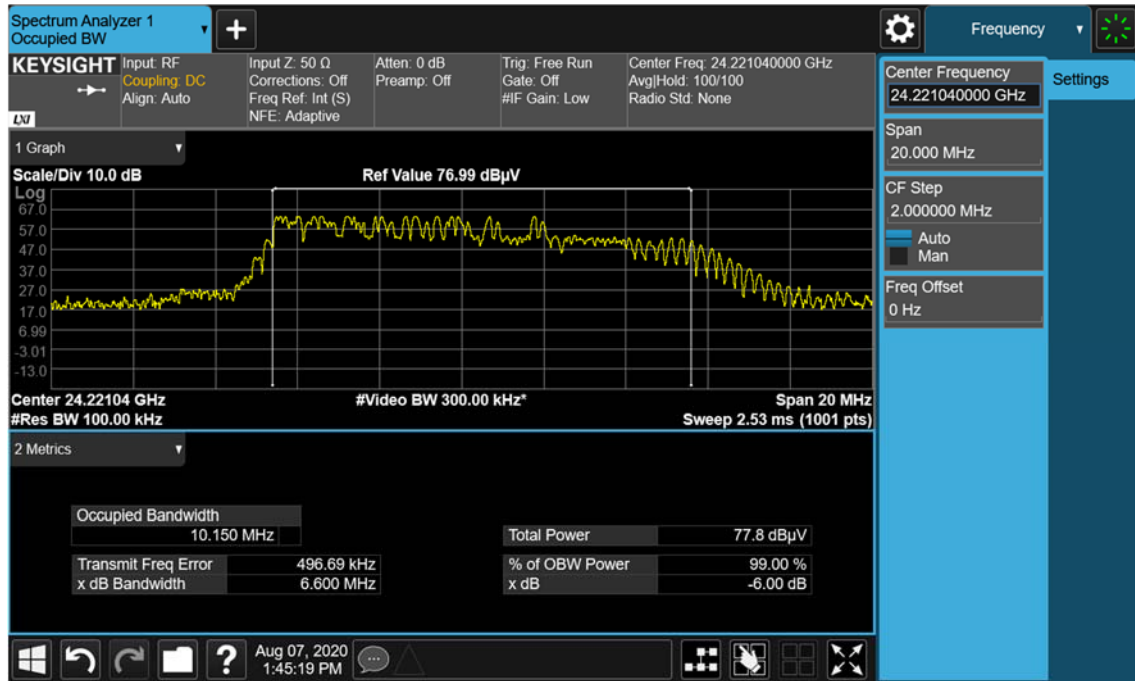 Spectrum Analyzer 1
Occupied BW
+
Frequency
KEYSIGHT
LXI
Input: RF
Coupling: DC
Align: Auto
Input Z: 50 Ω
Corrections: Off
Freq Ref: Int (S)
NFE: Adaptive
Atten: 0 dB
Preamp: Off
Trig: Free Run
Gate: Off
#IF Gain: Low
Center Freq: 24.221040000 GHz
Avg|Hold: 100/100
Radio Std: None
1 Graph
Scale/Div 10.0 dB
Ref Value 76.99 dBµV
Log
67.0
57.0
47.0
37.0
27.0
17.0
6.99
-3.01
-13.0
Center 24.22104 GHz
#Video BW 300.00 kHz*
Span 20 MHz
#Res BW 100.00 kHz
Sweep 2.53 ms (1001 pts)
2 Metrics
Occupied Bandwidth
10.150 MHz
Total Power 77.8 dBµV
Transmit Freq Error 496.69 kHz
% of OBW Power 99.00 %
x dB Bandwidth 6.600 MHz
x dB -6.00 dB
Center Frequency
24.221040000 GHz
Settings
Span
20.000 MHz
CF Step
2.000000 MHz
Auto
Man
Freq Offset
0 Hz
?
Aug 07, 2020
1:45:19 PM